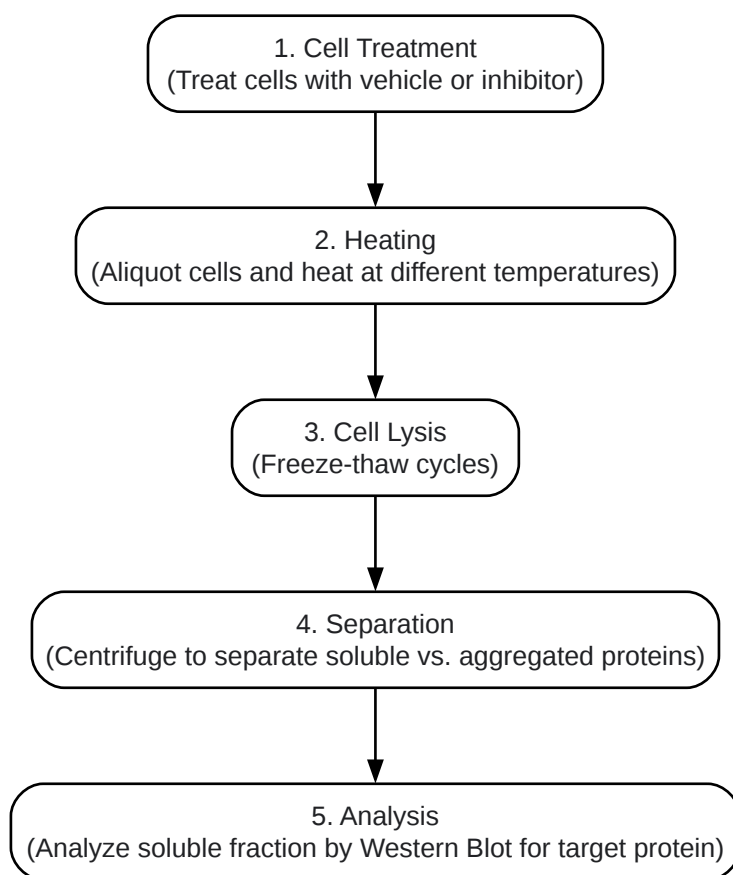 1. Cell Treatment
(Treat cells with vehicle or inhibitor)
2. Heating
(Aliquot cells and heat at different temperatures)
3. Cell Lysis
(Freeze-thaw cycles)
4. Separation
(Centrifuge to separate soluble vs. aggregated proteins)
5. Analysis
(Analyze soluble fraction by Western Blot for target protein)